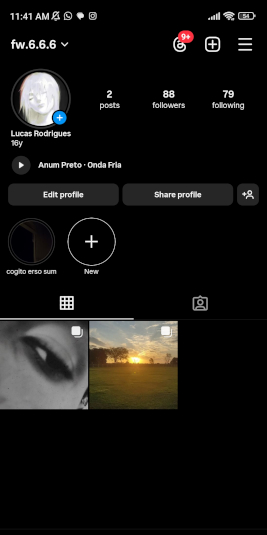 11:41 AM
54
fw.6.6.6
9+
2
posts
88
followers
79
following
Lucas Rodrigues
16y
Anum Preto · Onda Fria
Edit profile
Share profile
cogito erso sum
New